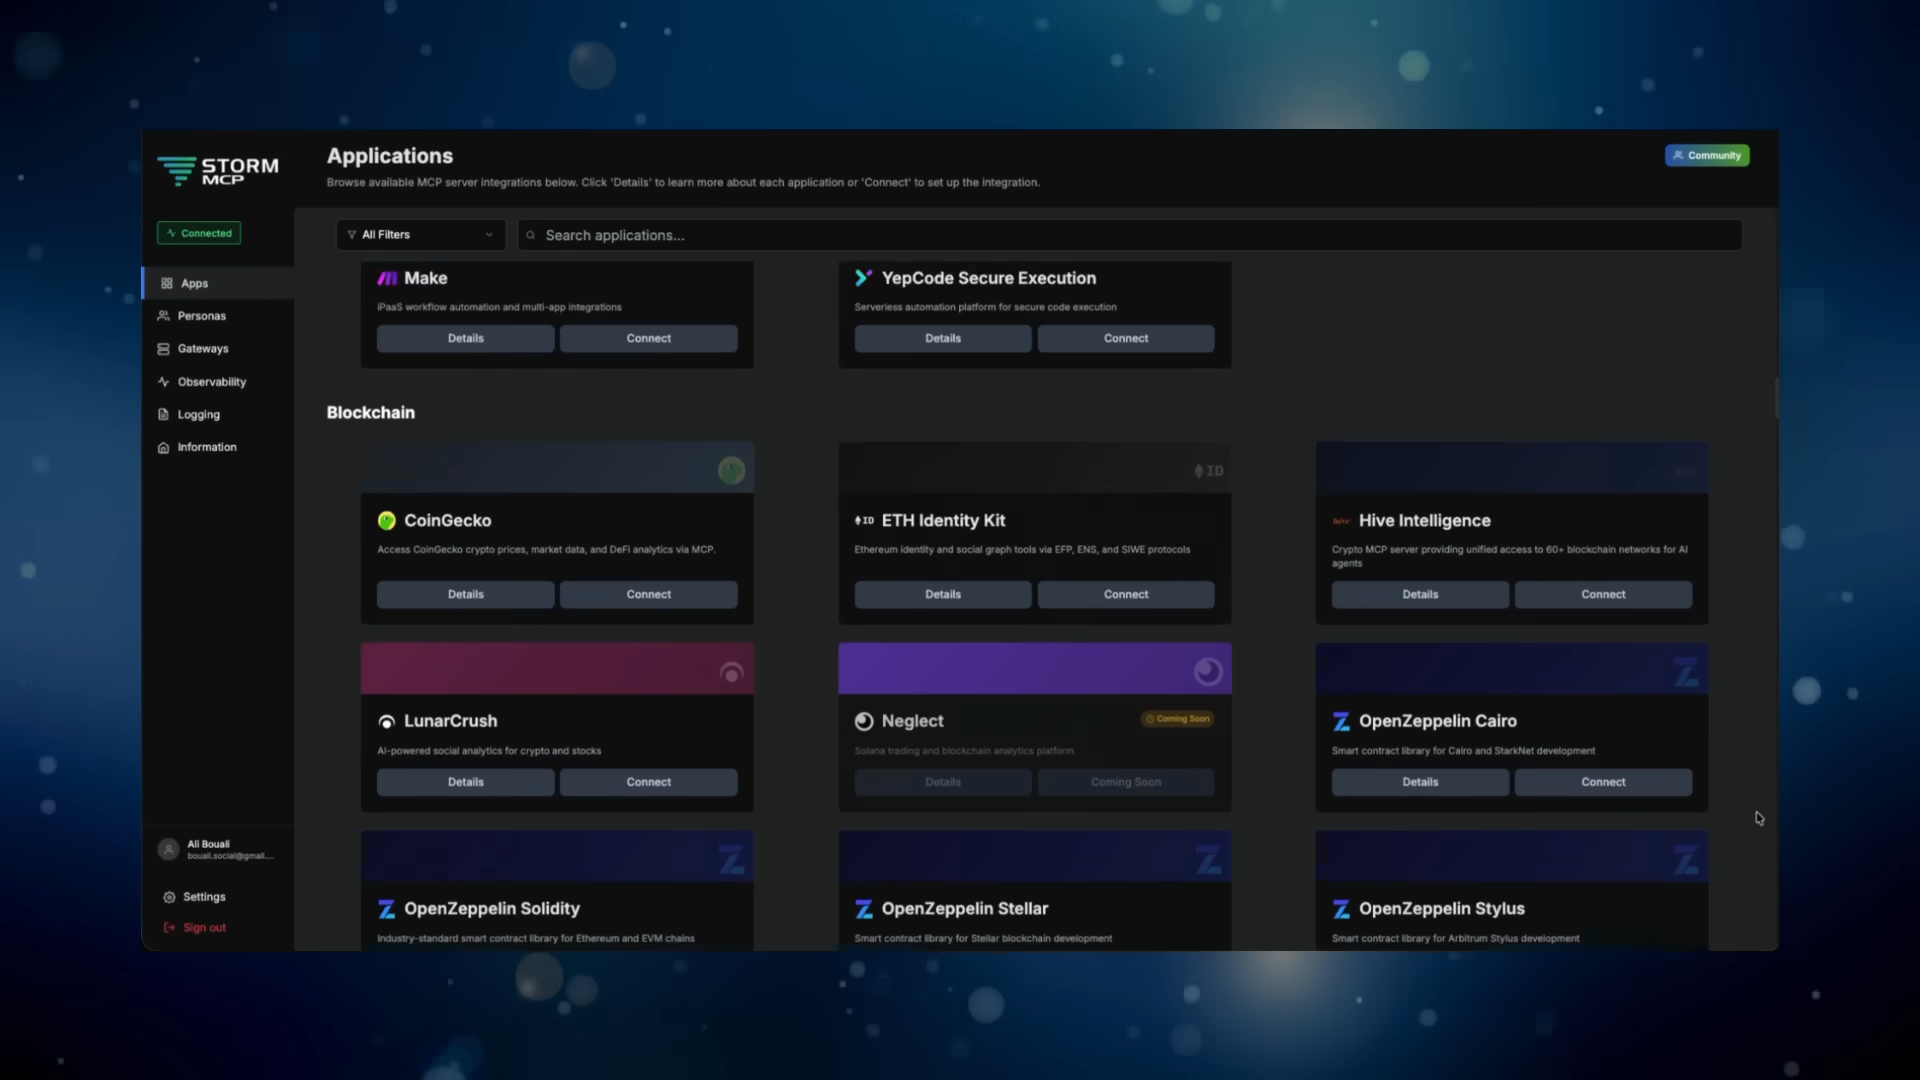 STORM
MCP
Applications
Browse available MCP server integrations below. Click 'Details' to learn more about each application or 'Connect' to set up the integration.
Community
Connected
All Filters
Search applications...
Apps
Personas
Gateways
Observability
Logging
Information
Make
iPaaS workflow automation and multi-app integrations
Details
Connect
YepCode Secure Execution
Serverless automation platform for secure code execution
Details
Connect
Blockchain
CoinGecko
Access CoinGecko crypto prices, market data, and DeFi analytics via MCP.
Details
Connect
ID
ID
ETH Identity Kit
Ethereum identity and social graph tools via EFP, ENS, and SIWE protocols
Details
Connect
Hive Intelligence
Crypto MCP server providing unified access to 60+ blockchain networks for AI
agents
Details
Connect
LunarCrush
AI-powered social analytics for crypto and stocks
Details
Connect
Neglect
Coming Soon
Solana trading and blockchain analytics platform
Details
Coming Soon
OpenZeppelin Cairo
Smart contract library for Cairo and StarkNet development
Details
Connect
OpenZeppelin Solidity
Industry-standard smart contract library for Ethereum and EVM chains
OpenZeppelin Stellar
Smart contract library for Stellar blockchain development
OpenZeppelin Stylus
Smart contract library for Arbitrum Stylus development
Ali Bouali
bouali.social@gmail....
Settings
Sign out